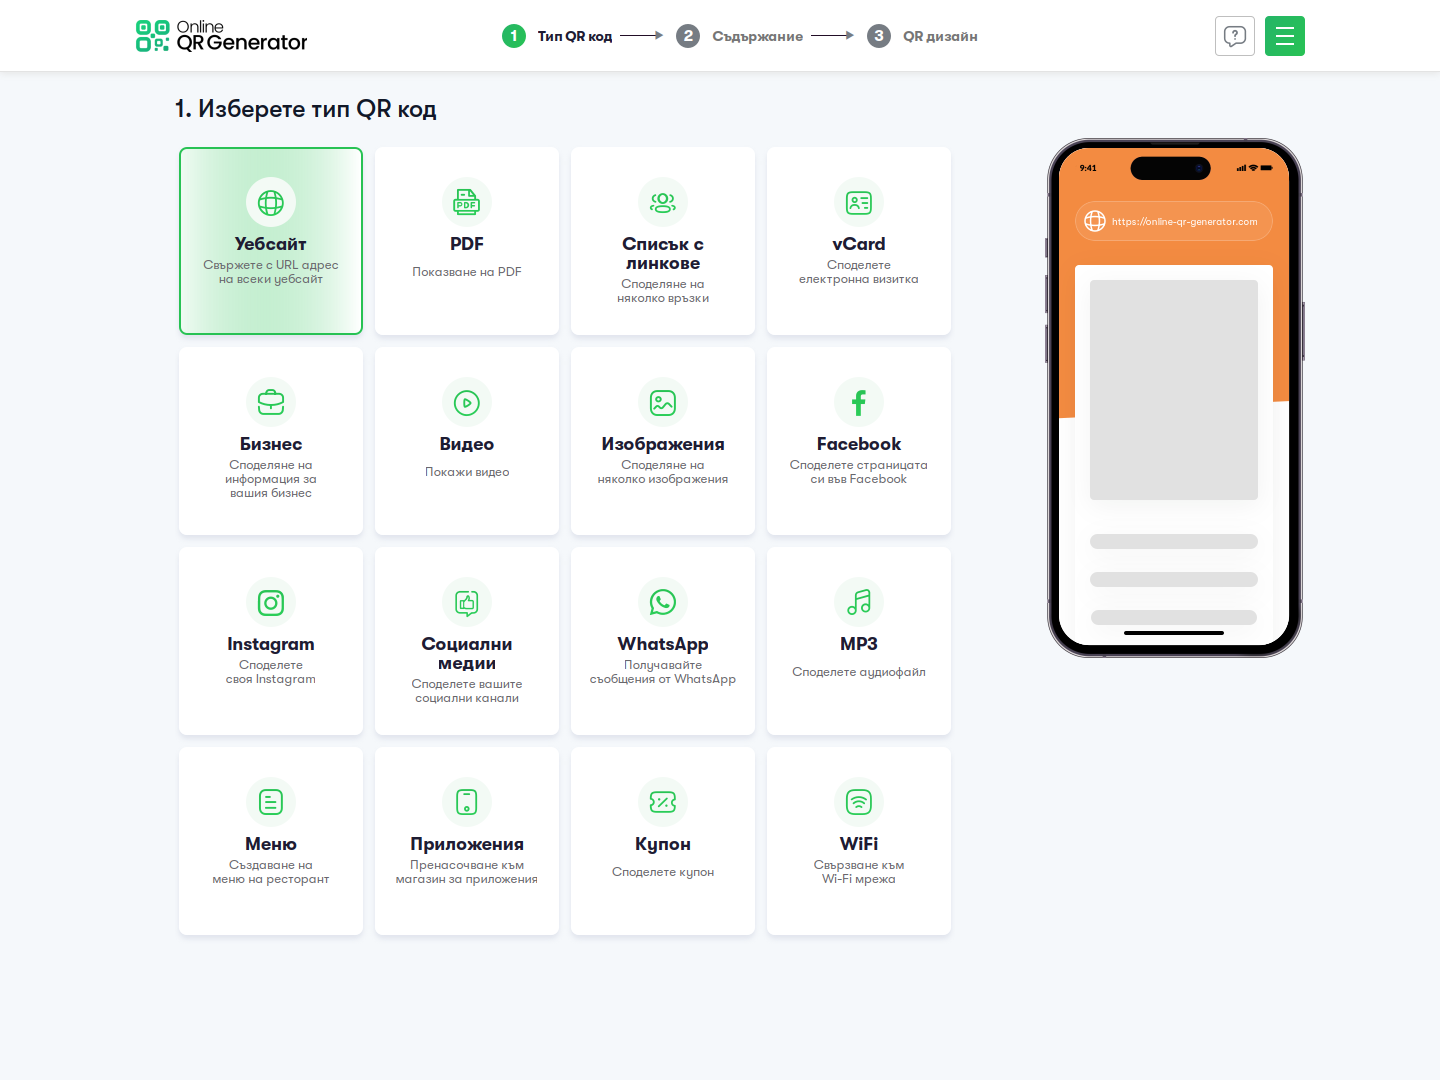 Online
QR Generator
1 Тип QR код
2 Съдържание
3 QR дизайн
1. Изберете тип QR код
Уебсайт
Свържете с URL адрес
на всеки уебсайт
PDF
PDF
Показване на PDF
Списък с
линкове
Споделяне на
няколко връзки
vCard
Споделете
електронна визитка
9:41
https://online-qr-generator.com
Бизнес
Споделяне на
информация за
вашия бизнес
Видео
Покажи видео
Изображения
Споделяне на
няколко изображения
Facebook
Споделете страницата
си във Facebook
Instagram
Споделете
своя Instagram
Социални
медии
Споделете вашите
социални канали
WhatsApp
Получавайте
съобщения от WhatsApp
MP3
Споделете аудиофайл
Меню
Създаване на
меню на ресторант
Приложения
Пренасочване към
магазин за приложения
Купон
Споделете купон
WiFi
Свързване към
Wi-Fi мрежа